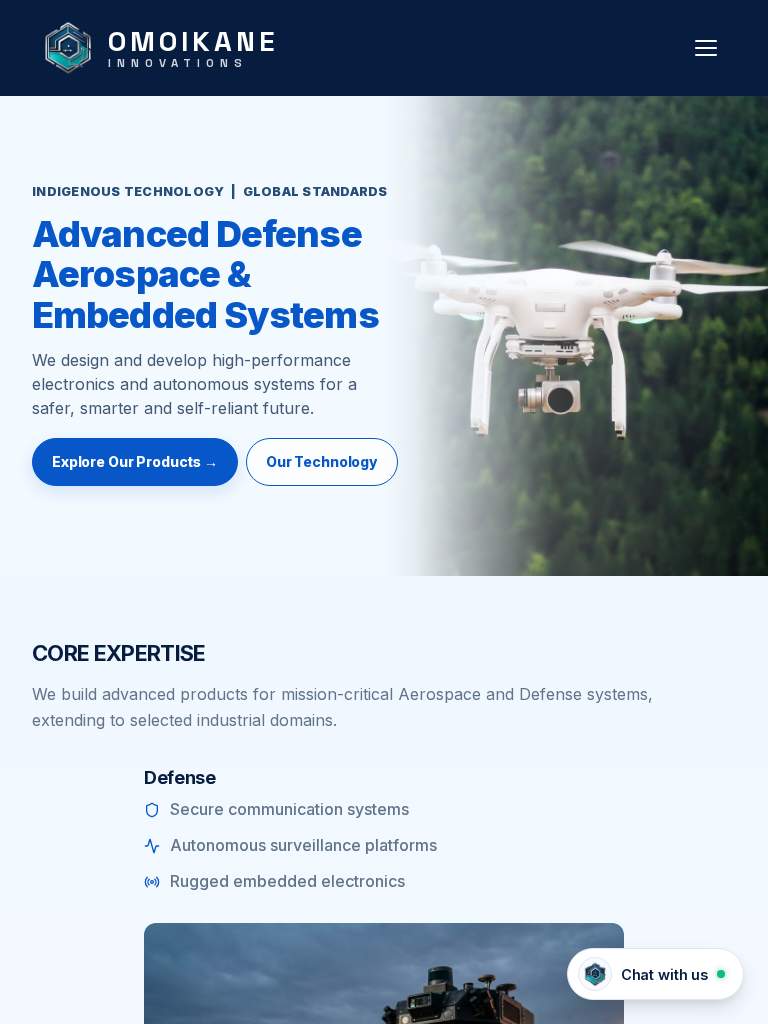 OMOIKANE
INNOVATIONS
INDIGENOUS TECHNOLOGY | GLOBAL STANDARDS
Advanced Defense
Aerospace &
Embedded Systems
We design and develop high-performance
electronics and autonomous systems for a
safer, smarter and self-reliant future.
Explore Our Products →
Our Technology
CORE EXPERTISE
We build advanced products for mission-critical Aerospace and Defense systems,
extending to selected industrial domains.
Defense
Secure communication systems
Autonomous surveillance platforms
Rugged embedded electronics
Chat with us